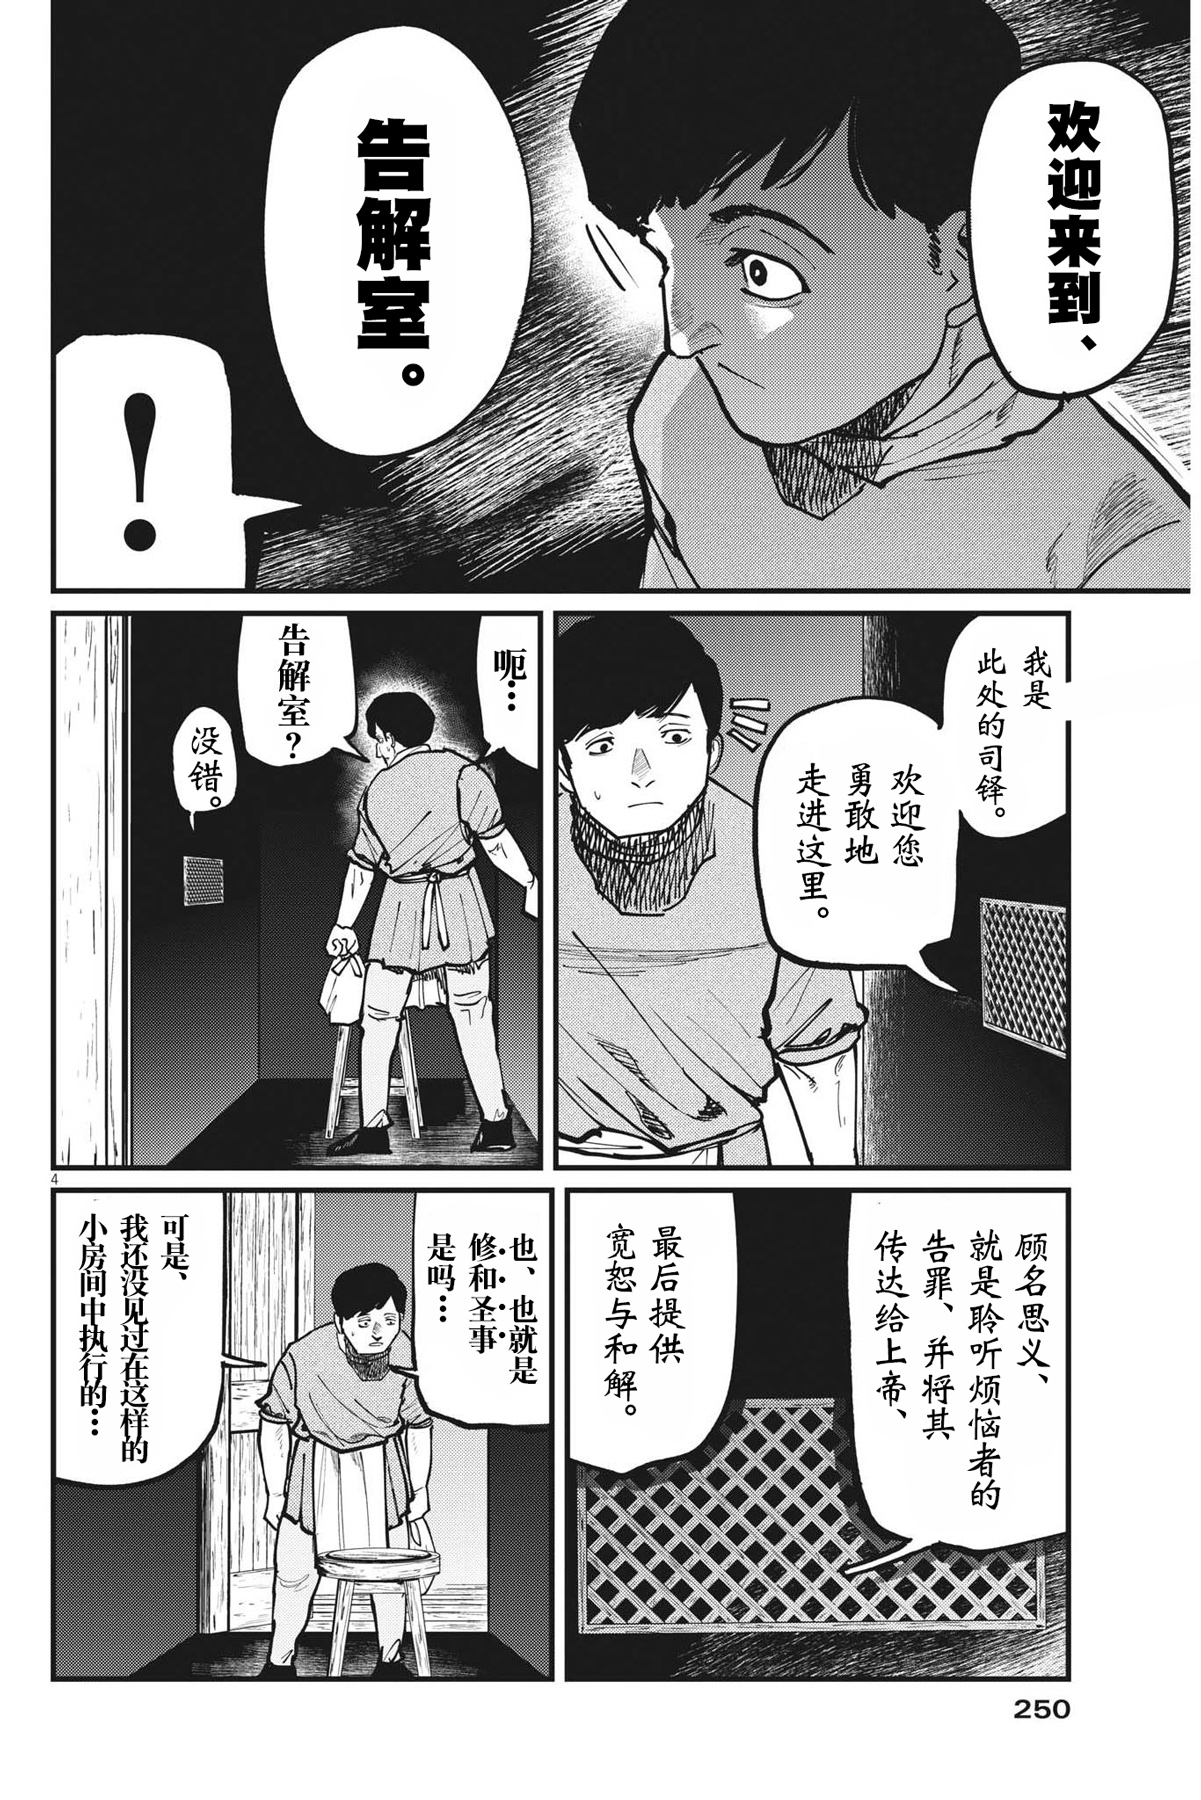 欢迎来到、
告解室。
！
我是
此处的司铎。
欢迎您
勇敢地
走进这里。
呃…
告解室？
没错。
顾名思义、
就是聆听烦恼者的
告罪、并将其
传达给上帝、
最后提供
宽恕与和解。
也、也就是
修和圣事
是吗…
可是、
我还没见过在这样的
小房间中执行的…
4
250